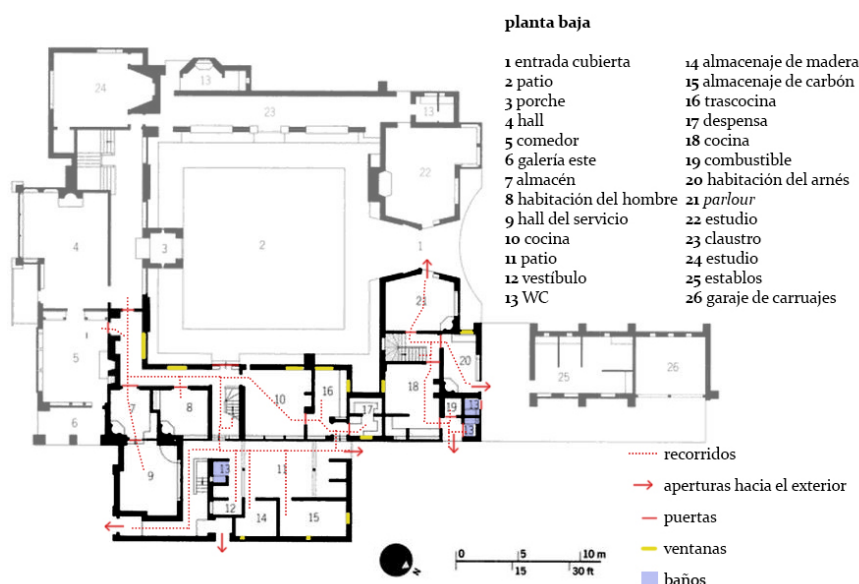 planta baja
1 entrada cubierta
2 patio
3 porche
4 hall
5 comedor
6 galería este
7 almacén
8 habitación del hombre
9 hall del servicio
10 cocina
11 patio
12 vestíbulo
13 WC
14 almacenaje de madera
15 almacenaje de carbón
16 trascocina
17 despensa
18 cocina
19 combustible
20 habitación del arnés
21 parlour
22 estudio
23 claustro
24 estudio
25 establos
26 garaje de carruajes
24
13
23
13
22
4
3
2
1
21
5
20
25
26
18
10
16
17
19
13
7
8
6
13
9
13
11
12
14
15
recorridos
aperturas hacia el exterior
puertas
ventanas
baños
N
0 5 10 m
15 30 ft